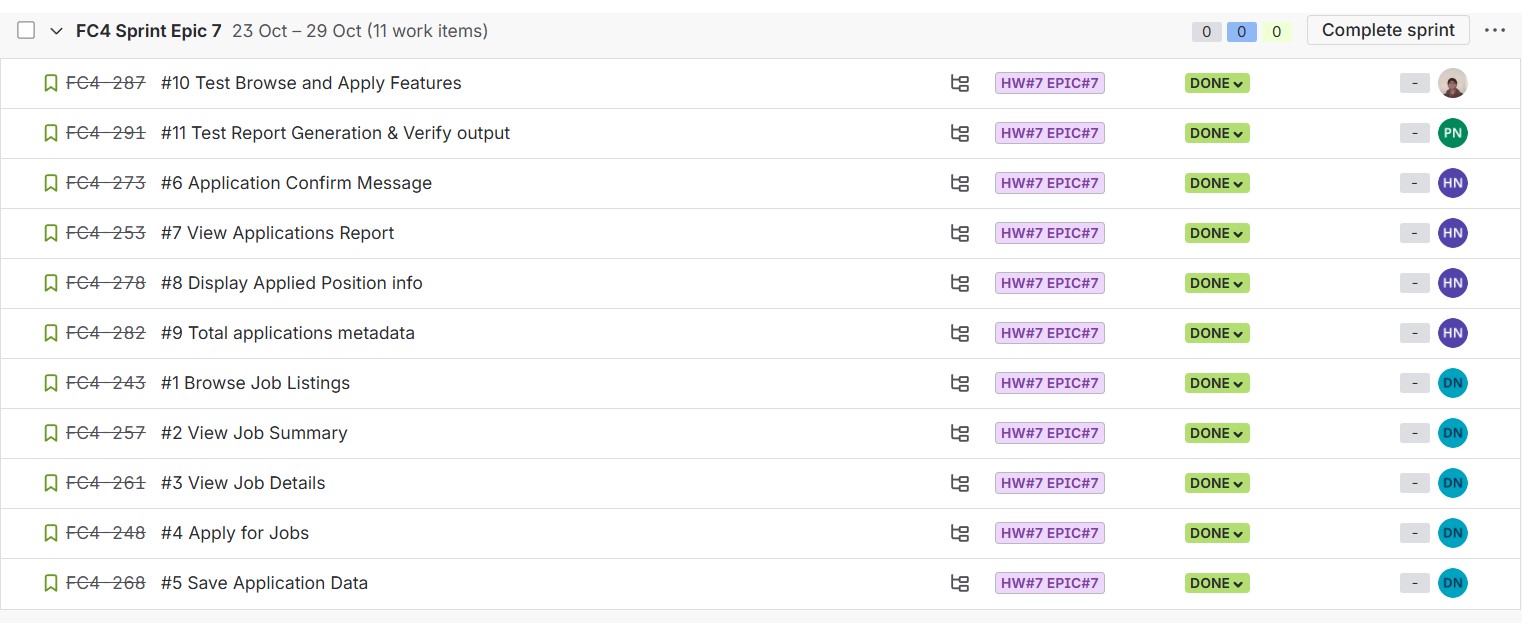 FC4 Sprint Epic 7 23 Oct – 29 Oct (11 work items) 0 0 0 Complete sprint
FC4-287 #10 Test Browse and Apply Features HW#7 EPIC#7 DONE -
FC4-291 #11 Test Report Generation & Verify output HW#7 EPIC#7 DONE - PN
FC4-273 #6 Application Confirm Message HW#7 EPIC#7 DONE - HN
FC4-253 #7 View Applications Report HW#7 EPIC#7 DONE - HN
FC4-278 #8 Display Applied Position info HW#7 EPIC#7 DONE - HN
FC4-282 #9 Total applications metadata HW#7 EPIC#7 DONE - HN
FC4-243 #1 Browse Job Listings HW#7 EPIC#7 DONE - DN
FC4-257 #2 View Job Summary HW#7 EPIC#7 DONE - DN
FC4-261 #3 View Job Details HW#7 EPIC#7 DONE - DN
FC4-248 #4 Apply for Jobs HW#7 EPIC#7 DONE - DN
FC4-268 #5 Save Application Data HW#7 EPIC#7 DONE - DN